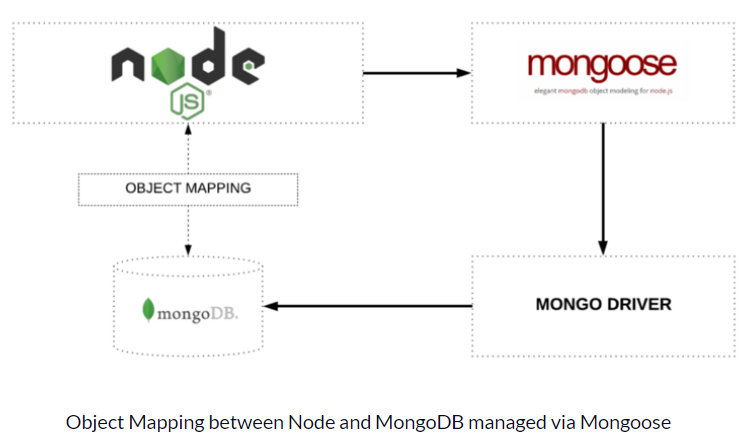 node
JS®
mongoose
elegant mongodb object modeling for node.js
OBJECT MAPPING
mongoDB.
MONGO DRIVER
Object Mapping between Node and MongoDB managed via Mongoose